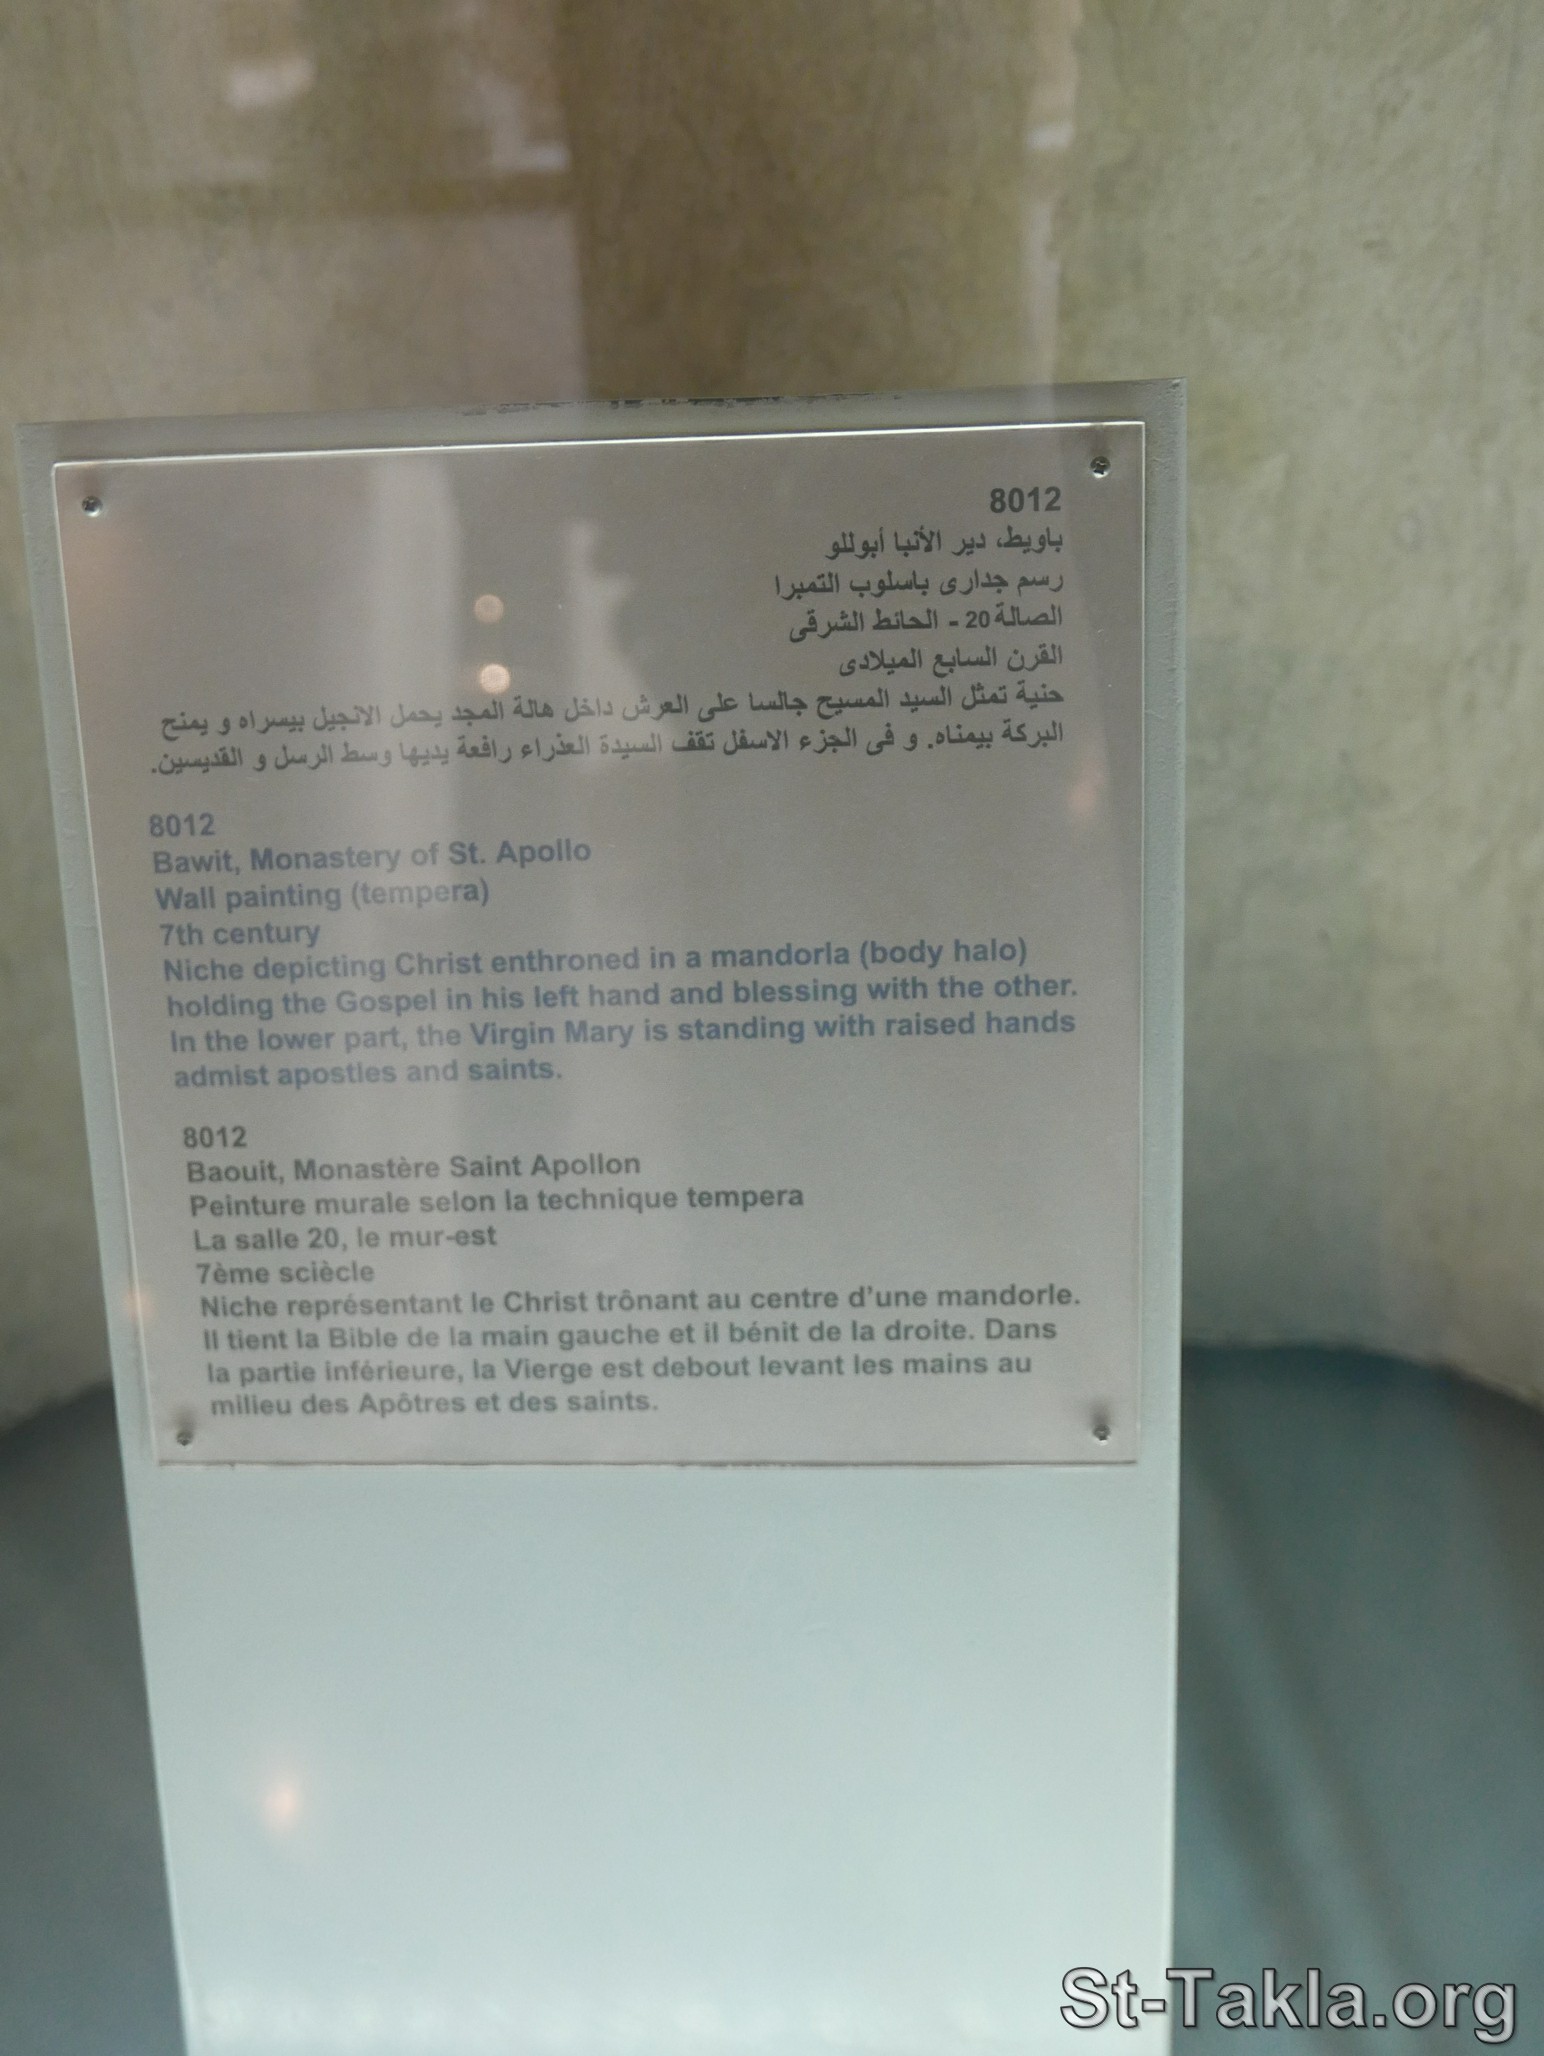 8012
باويط، دير الأنبا أبوللو
رسم جدارى باسلوب التمبرا
الصالة 20 - الحائط الشرقى
القرن السابع الميلادى
حنية تمثل السيد المسيح جالسا على العرش داخل هالة المجد يحمل الانجيل بيسراه و يمنح
البركة بيمناه. و فى الجزء الاسفل تقف السيدة العذراء رافعة يديها وسط الرسل و القديسين.
8012
Bawit, Monastery of St. Apollo
Wall painting (tempera)
7th century
Niche depicting Christ enthroned in a mandorla (body halo)
holding the Gospel in his left hand and blessing with the other.
In the lower part, the Virgin Mary is standing with raised hands
admist apostles and saints.
8012
Baouit, Monastère Saint Apollon
Peinture murale selon la technique tempera
La salle 20, le mur-est
7ème sciècle
Niche représentant le Christ trônant au centre d’une mandorle.
Il tient la Bible de la main gauche et il bénit de la droite. Dans
la partie inférieure, la Vierge est debout levant les mains au
milieu des Apôtres et des saints.
St-Takla.org